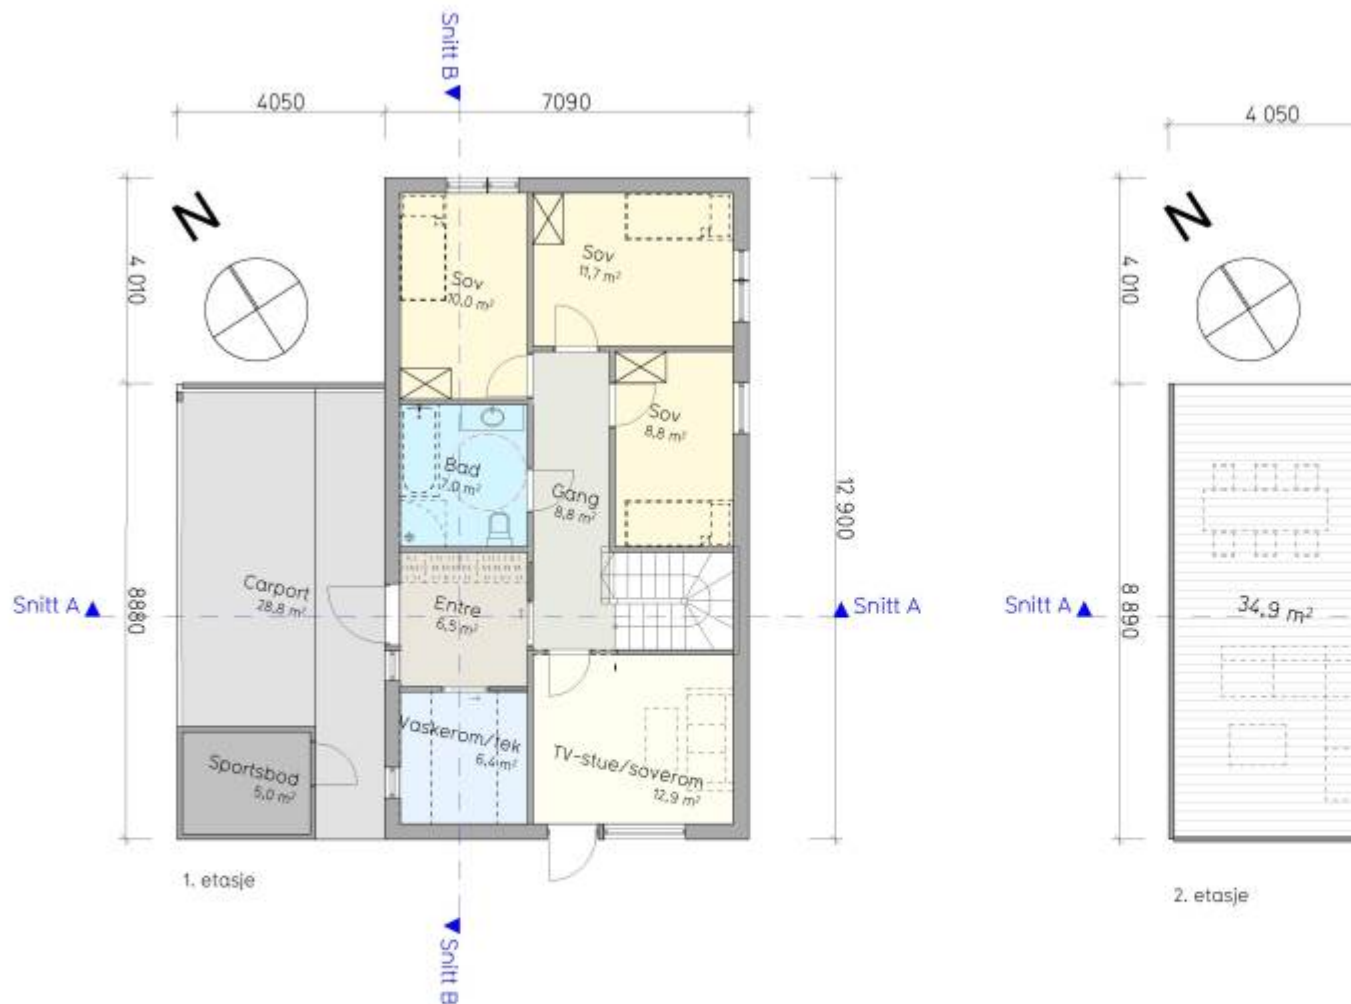 Snitt B
4050
7090
4 050
N
N
4 010
4 010
Sov
10,0 m²
Sov
11,7 m²
Sov
8,8 m²
Bad
7,0 m²
Gang
8,8 m²
12 900
Carport
28,8 m²
Entre
6,5 m²
Snitt A
8880
Snitt A
Snitt A
8 890
34,9 m²
Vaskerom/tek
6,4 m²
TV-stue/soverom
12,9 m²
Sportsbod
5,0 m²
1. etasje
2. etasje
Snitt B